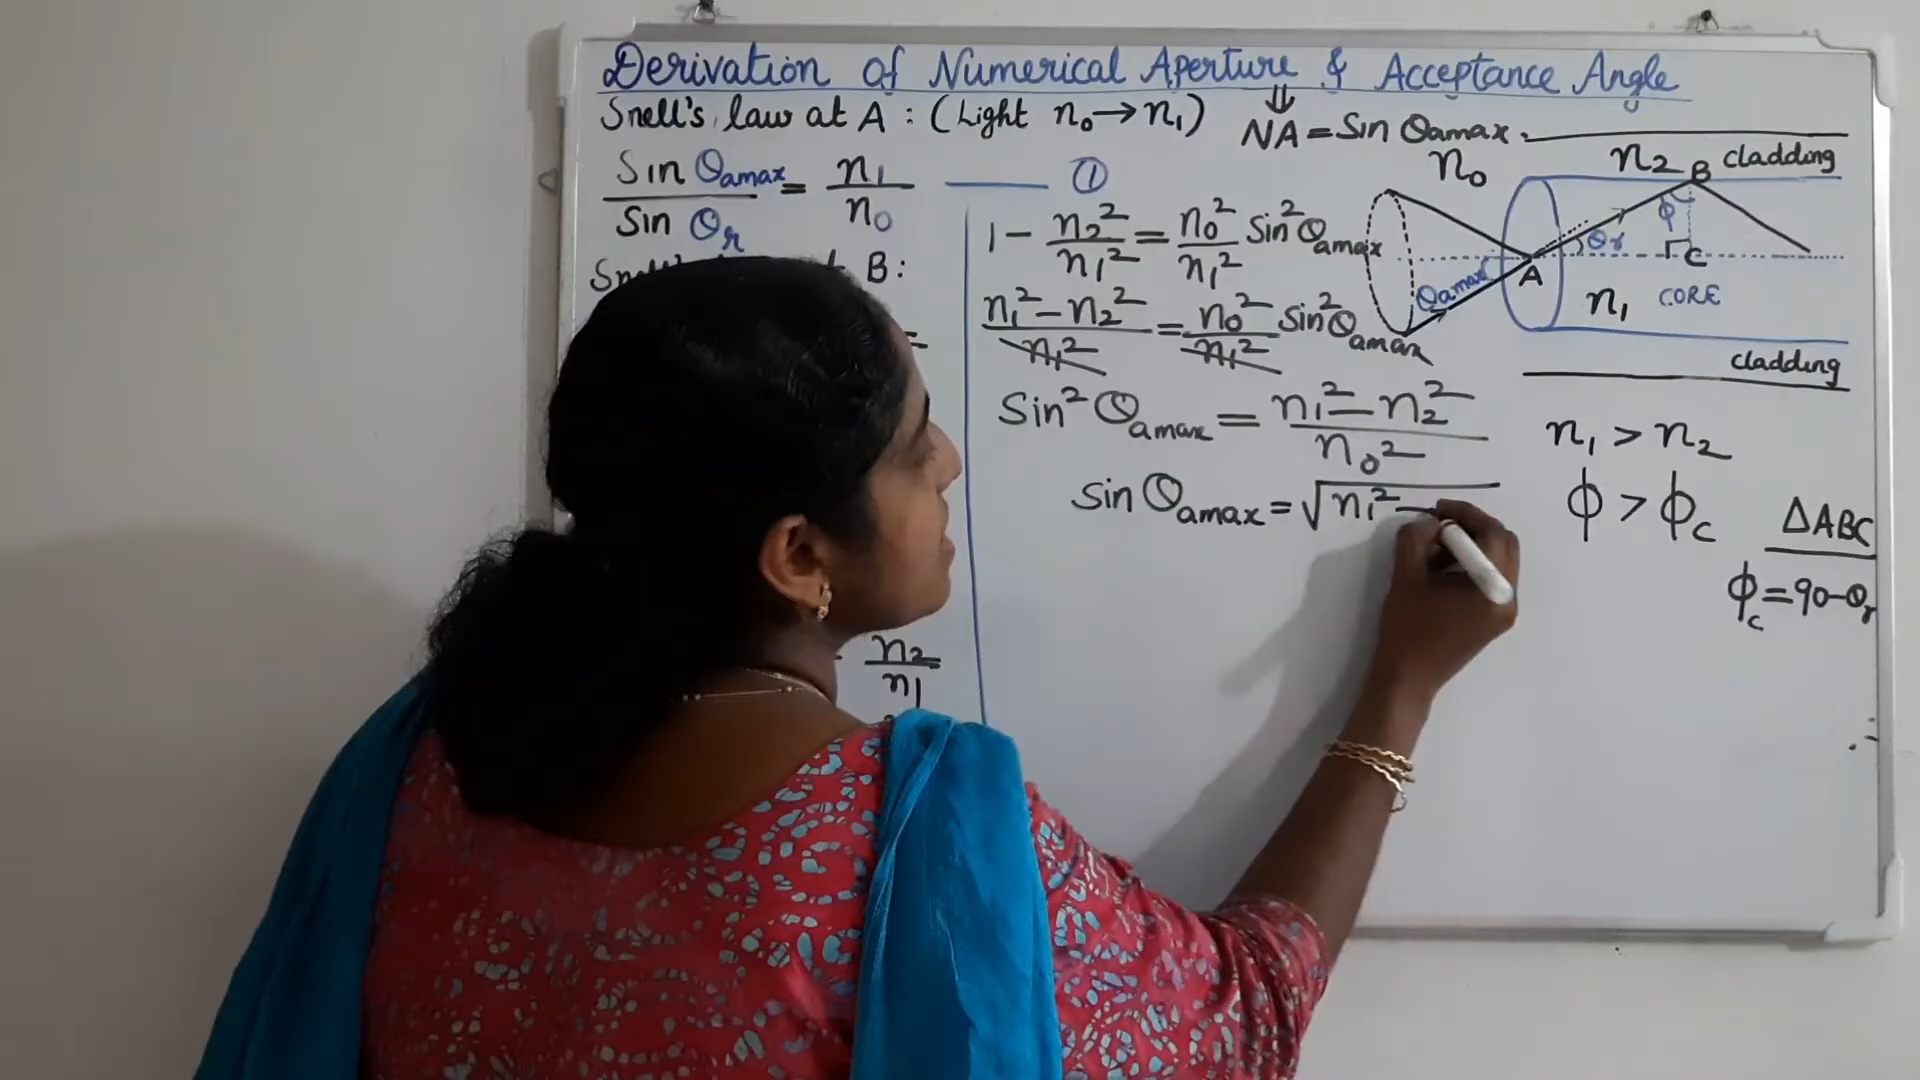 Derivation of Numerical Aperture & Acceptance Angle
Snell's law at A : (Light n₀→n₁)
⇓
NA = Sin θamax.
Sin θamax / Sin θr = n₁ / n₀ —— ①
B:
=
n₂ / n₁
1 - n₂² / n₁² = n₀² / n₁² Sin²θamax
n₁² - n₂² / n₁² = n₀² / n₁² Sin²θamax
Sin²θamax = n₁² - n₂² / n₀²
Sin θamax = √n₁² -
n₀
n₂ B cladding
ϕ
θr
C
A
θamax
n₁ CORE
cladding
n₁ > n₂
ϕ > ϕc
ΔABC
ϕc = 90-θr